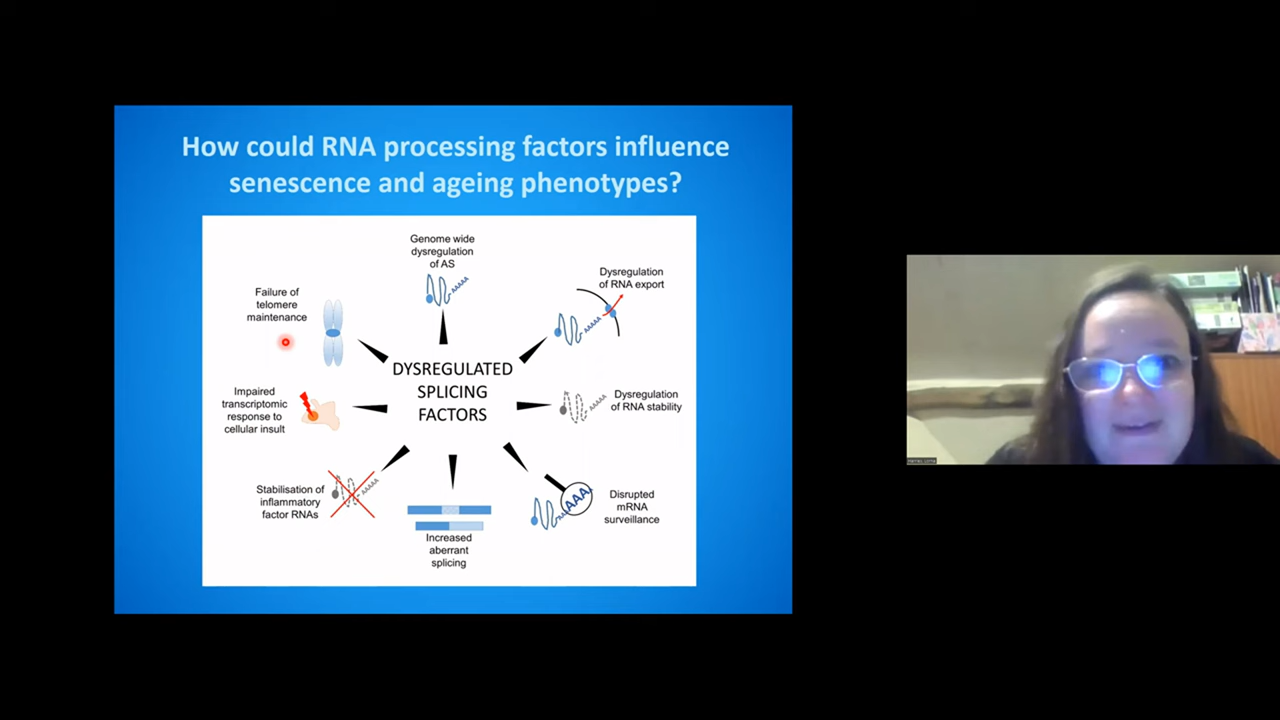 How could RNA processing factors influence
senescence and ageing phenotypes?
Genome wide
dysregulation
of AS
Dysregulation
of RNA export
Failure of
telomere
maintenance
DYSREGULATED
SPLICING
FACTORS
Impaired
transcriptomic
response to
cellular insult
Dysregulation
of RNA stability
Stabilisation of
inflammatory
factor RNAs
AAA
Disrupted
mRNA
surveillance
Increased
aberrant
splicing